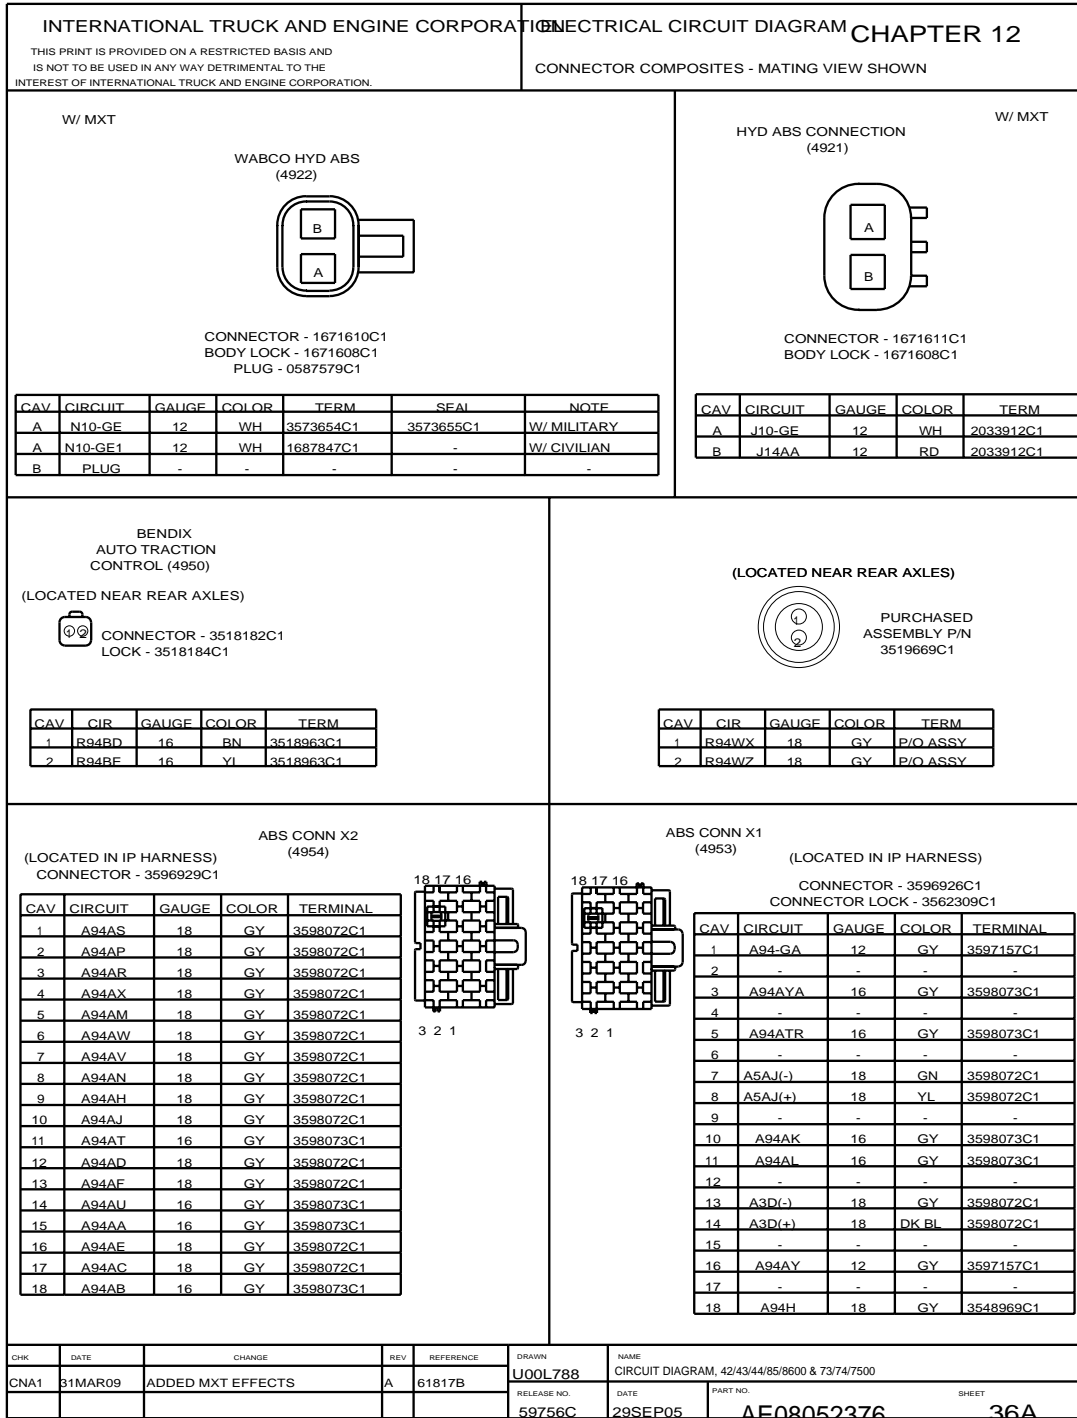 INTERNATIONAL TRUCK AND ENGINE CORPORATION
THIS PRINT IS PROVIDED ON A RESTRICTED BASIS AND
IS NOT TO BE USED IN ANY WAY DETRIMENTAL TO THE
INTEREST OF INTERNATIONAL TRUCK AND ENGINE CORPORATION.
ELECTRICAL CIRCUIT DIAGRAM
CHAPTER 12
CONNECTOR COMPOSITES - MATING VIEW SHOWN
W/ MXT
WABCO HYD ABS
(4922)
B
A
CONNECTOR - 1671610C1
BODY LOCK - 1671608C1
PLUG - 0587579C1
CAV CIRCUIT GAUGE COLOR TERM SEAL NOTE
A N10-GE 12 WH 3573654C1 3573655C1 W/ MILITARY
A N10-GE1 12 WH 1687847C1 - W/ CIVILIAN
B PLUG - - - - -
W/ MXT
HYD ABS CONNECTION
(4921)
A
B
CONNECTOR - 1671611C1
BODY LOCK - 1671608C1
CAV CIRCUIT GAUGE COLOR TERM
A J10-GE 12 WH 2033912C1
B J14AA 12 RD 2033912C1
BENDIX
AUTO TRACTION
CONTROL (4950)
(LOCATED NEAR REAR AXLES)
1 2
CONNECTOR - 3518182C1
LOCK - 3518184C1
CAV CIR GAUGE COLOR TERM
1 R94BD 16 BN 3518963C1
2 R94BE 16 YL 3518963C1
(LOCATED NEAR REAR AXLES)
1
2
PURCHASED
ASSEMBLY P/N
3519669C1
CAV CIR GAUGE COLOR TERM
1 R94WX 18 GY P/O ASSY
2 R94WZ 18 GY P/O ASSY
ABS CONN X2
(4954)
(LOCATED IN IP HARNESS)
CONNECTOR - 3596929C1
18 17 16
3 2 1
CAV CIRCUIT GAUGE COLOR TERMINAL
1 A94AS 18 GY 3598072C1
2 A94AP 18 GY 3598072C1
3 A94AR 18 GY 3598072C1
4 A94AX 18 GY 3598072C1
5 A94AM 18 GY 3598072C1
6 A94AW 18 GY 3598072C1
7 A94AV 18 GY 3598072C1
8 A94AN 18 GY 3598072C1
9 A94AH 18 GY 3598072C1
10 A94AJ 18 GY 3598072C1
11 A94AT 16 GY 3598073C1
12 A94AD 18 GY 3598072C1
13 A94AF 18 GY 3598072C1
14 A94AU 16 GY 3598073C1
15 A94AA 16 GY 3598073C1
16 A94AE 18 GY 3598072C1
17 A94AC 18 GY 3598072C1
18 A94AB 16 GY 3598073C1
ABS CONN X1
(4953)
(LOCATED IN IP HARNESS)
CONNECTOR - 3596926C1
CONNECTOR LOCK - 3562309C1
18 17 16
3 2 1
CAV CIRCUIT GAUGE COLOR TERMINAL
1 A94-GA 12 GY 3597157C1
2 - - - -
3 A94AYA 16 GY 3598073C1
4 - - - -
5 A94ATR 16 GY 3598073C1
6 - - - -
7 A5AJ(-) 18 GN 3598072C1
8 A5AJ(+) 18 YL 3598072C1
9 - - - -
10 A94AK 16 GY 3598073C1
11 A94AL 16 GY 3598073C1
12 - - - -
13 A3D(-) 18 GY 3598072C1
14 A3D(+) 18 DK BL 3598072C1
15 - - - -
16 A94AY 12 GY 3597157C1
17 - - - -
18 A94H 18 GY 3548969C1
CHK DATE CHANGE REV REFERENCE
CNA1 31MAR09 ADDED MXT EFFECTS A 61817B
DRAWN
U00L788
NAME
CIRCUIT DIAGRAM, 42/43/44/85/8600 & 73/74/7500
RELEASE NO.
59756C
DATE
29SEP05
PART NO.
AE08052376
SHEET
36A